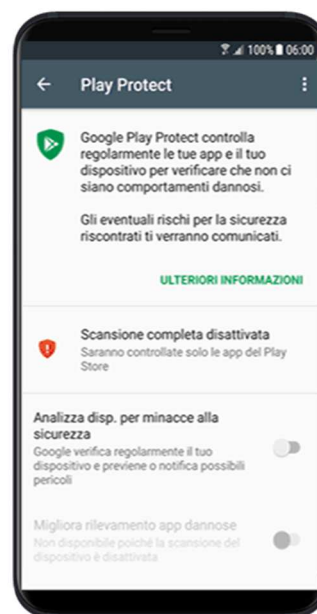 100% 06:00
Play Protect
Google Play Protect controlla
regolarmente le tue app e il tuo
dispositivo per verificare che non ci
siano comportamenti dannosi.
Gli eventuali rischi per la sicurezza
riscontrati ti verranno comunicati.
ULTERIORI INFORMAZIONI
Scansione completa disattivata
Saranno controllate solo le app del Play
Store
Analizza disp. per minacce alla
sicurezza
Google verifica regolarmente il tuo
dispositivo e previene o notifica possibili
pericoli
Migliora rilevamento app dannose
Non disponibile poiché la scansione del
dispositivo è disattivata